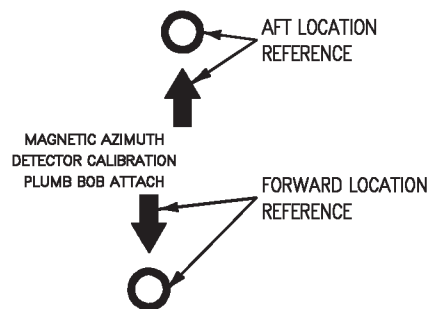 AFT LOCATION
REFERENCE
MAGNETIC AZIMUTH
DETECTOR CALIBRATION
PLUMB BOB ATTACH
FORWARD LOCATION
REFERENCE